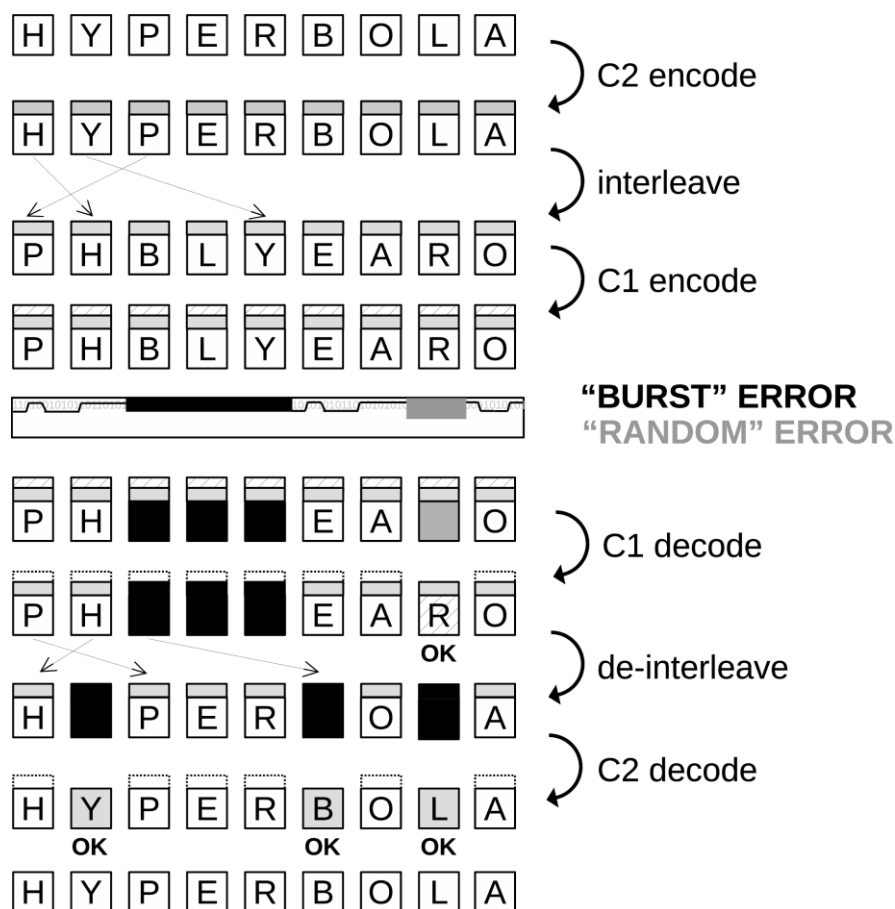 H Y P E R B O L A
C2 encode
H Y P E R B O L A
interleave
P H B L Y E A R O
C1 encode
P H B L Y E A R O
"BURST" ERROR
"RANDOM" ERROR
P H E A O
C1 decode
P H E A R O
OK
de-interleave
H P E R O A
C2 decode
H Y P E R B O L A
OK OK OK
H Y P E R B O L A